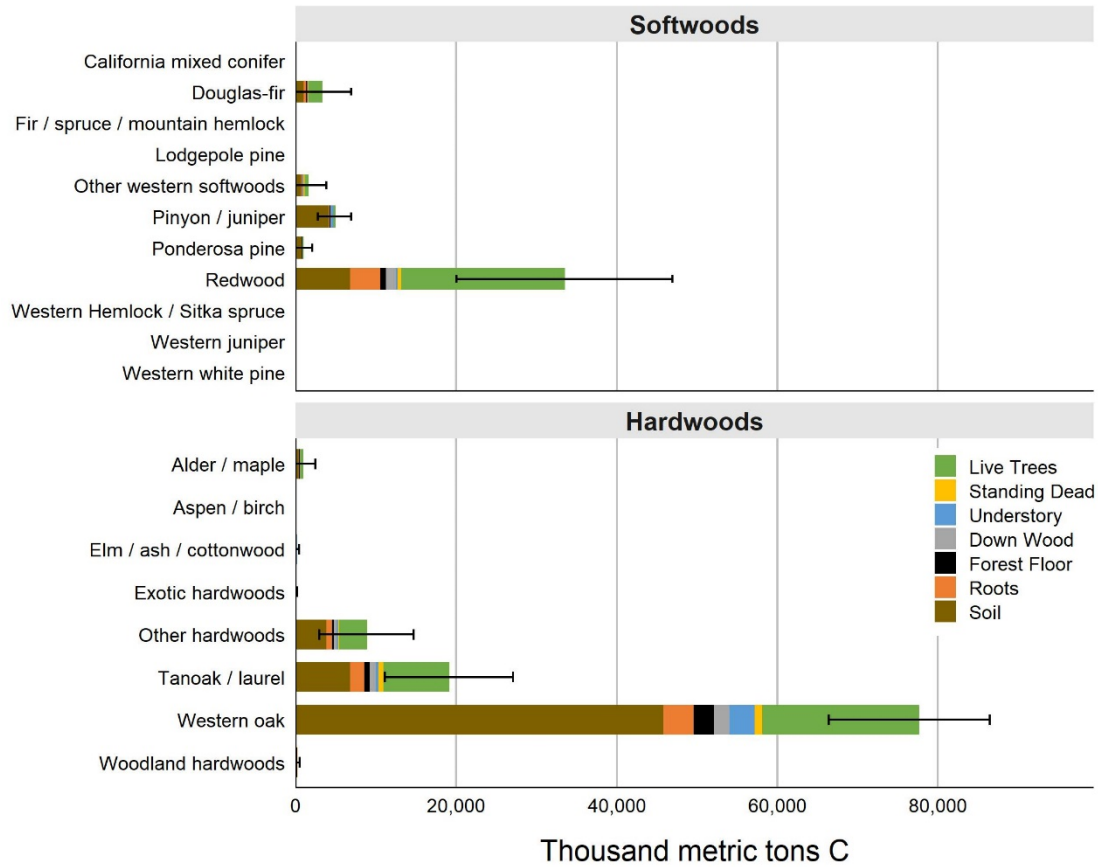 Softwoods
California mixed conifer
Douglas-fir
Fir / spruce / mountain hemlock
Lodgepole pine
Other western softwoods
Pinyon / juniper
Ponderosa pine
Redwood
Western Hemlock / Sitka spruce
Western juniper
Western white pine
Hardwoods
Alder / maple
Aspen / birch
Elm / ash / cottonwood
Exotic hardwoods
Other hardwoods
Tanoak / laurel
Western oak
Woodland hardwoods
Live Trees
Standing Dead
Understory
Down Wood
Forest Floor
Roots
Soil
0 20,000 40,000 60,000 80,000
Thousand metric tons C